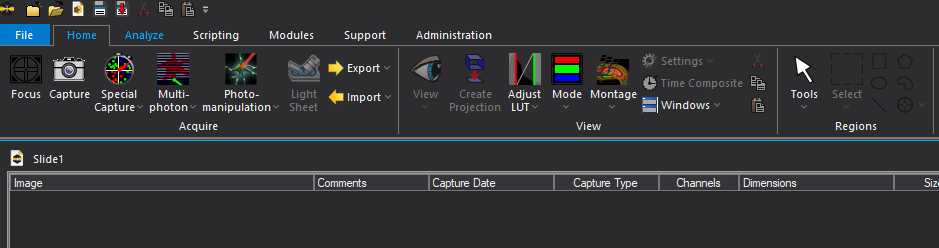 File Home Analyze Scripting Modules Support Administration
Focus Capture Special Capture Multi-photon Photo-manipulation Light Sheet Export Import
Acquire
View Create Projection Adjust LUT Mode Montage Settings Time Composite Windows
View
Tools Select
Regions
Slide1
Image Comments Capture Date Capture Type Channels Dimensions Size